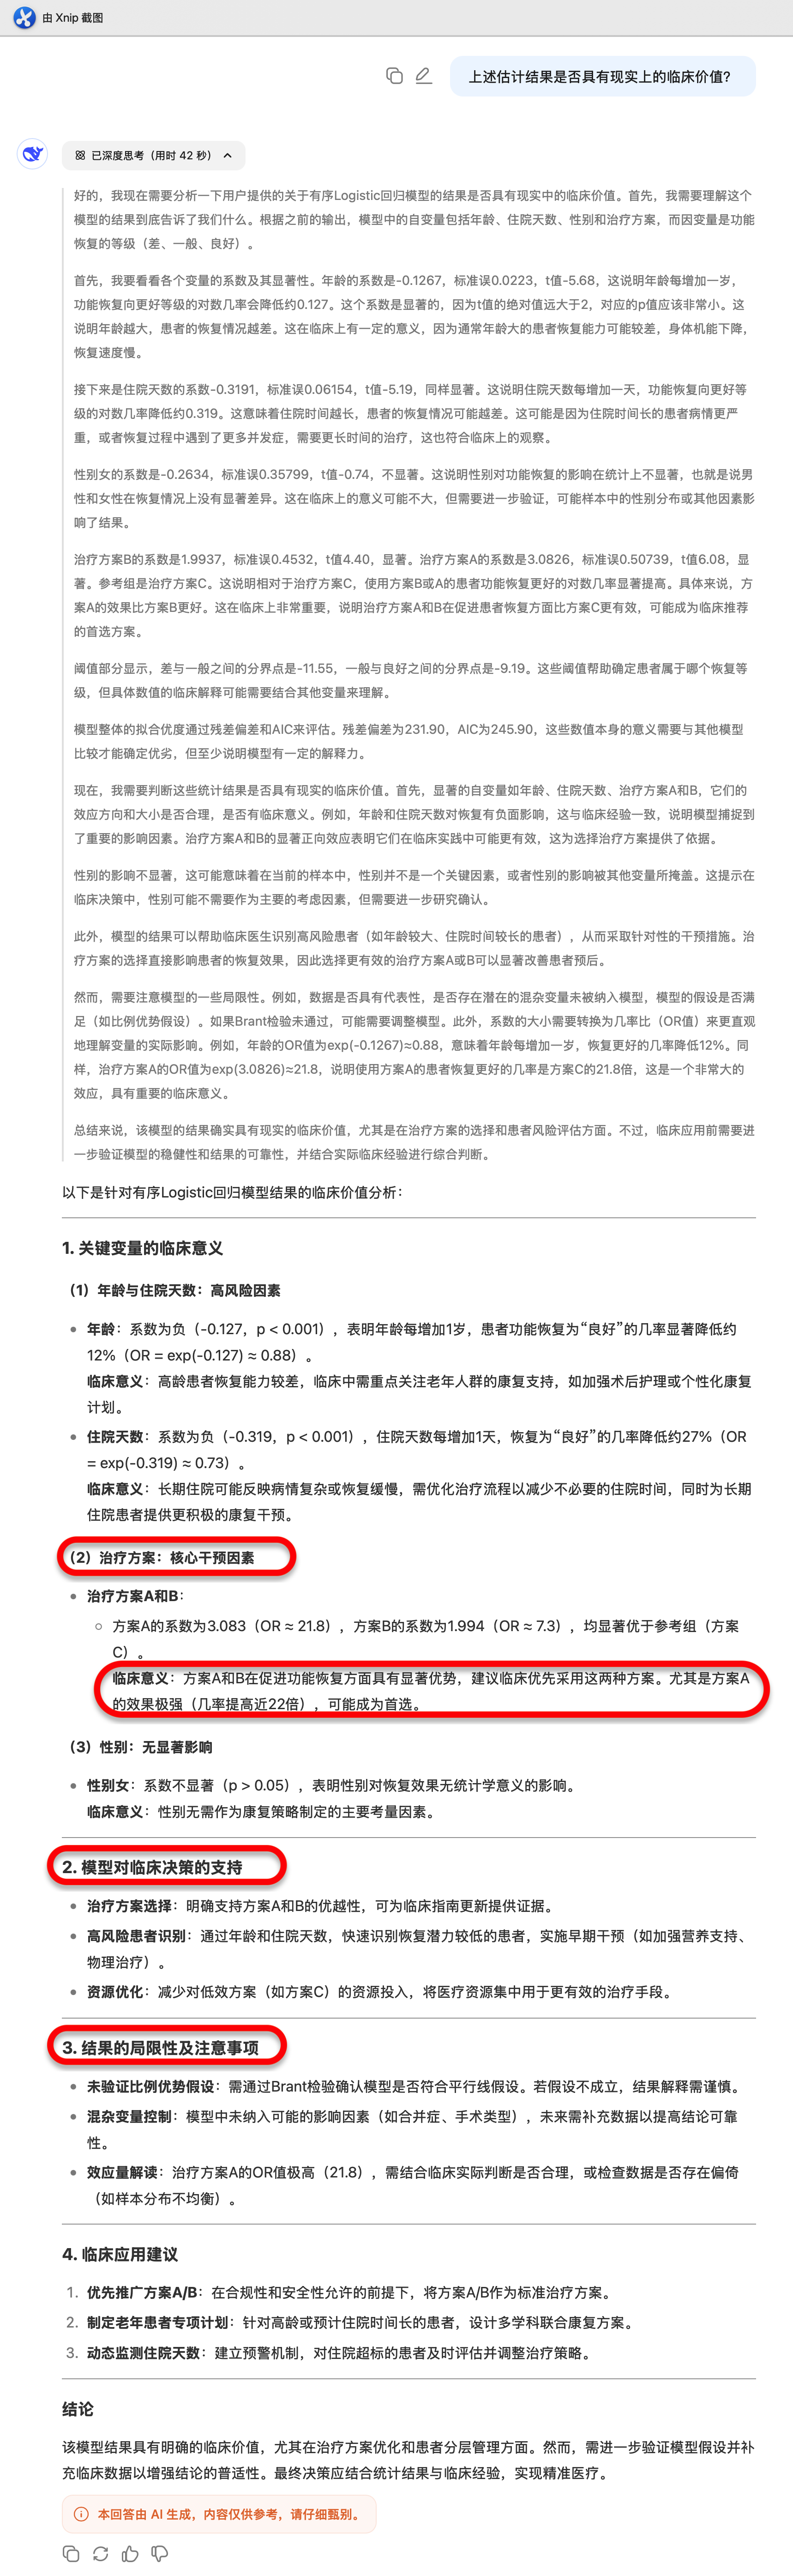 由 Xnip 截图
上述估计结果是否具有现实上的临床价值?
已深度思考（用时 42 秒）
好的，我现在需要分析一下用户提供的关于有序Logistic回归模型的结果是否具有现实中的临床价值。首先，我需要理解这个
模型的结果到底告诉了我们什么。根据之前的输出，模型中的自变量包括年龄、住院天数、性别和治疗方案，而因变量是功能
恢复的等级（差、一般、良好）。
首先，我要看看各个变量的系数及其显著性。年龄的系数是-0.1267，标准误0.0223，t值-5.68，这说明年龄每增加一岁，
功能恢复向更好等级的对数几率会降低约0.127。这个系数是显著的，因为t值的绝对值远大于2，对应的p值应该非常小。这
说明年龄越大，患者的恢复情况越差。这在临床上有一定的意义，因为通常年龄大的患者恢复能力可能较差，身体机能下降，
恢复速度慢。
接下来是住院天数的系数-0.3191，标准误0.06154，t值-5.19，同样显著。这说明住院天数每增加一天，功能恢复向更好等
级的对数几率降低约0.319。这意味着住院时间越长，患者的恢复情况可能越差。这可能是因为住院时间长的患者病情更严
重，或者恢复过程中遇到了更多并发症，需要更长时间的治疗，这也符合临床上的观察。
性别女的系数是-0.2634，标准误0.35799，t值-0.74，不显著。这说明性别对功能恢复的影响在统计上不显著，也就是说男
性和女性在恢复情况上没有显著差异。这在临床上的意义可能不大，但需要进一步验证，可能样本中的性别分布或其他因素影
响了结果。
治疗方案B的系数是1.9937，标准误0.4532，t值4.40，显著。治疗方案A的系数是3.0826，标准误0.50739，t值6.08，显
著。参考组是治疗方案C。这说明相对于治疗方案C，使用方案B或A的患者功能恢复更好的对数几率显著提高。具体来说，方
案A的效果比方案B更好。这在临床上非常重要，说明治疗方案A和B在促进患者恢复方面比方案C更有效，可能成为临床推荐
的首选方案。
阈值部分显示，差与一般之间的分界点是-11.55，一般与良好之间的分界点是-9.19。这些阈值帮助确定患者属于哪个恢复等
级，但具体数值的临床解释可能需要结合其他变量来理解。
模型整体的拟合优度通过残差偏差和AIC来评估。残差偏差为231.90，AIC为245.90，这些数值本身的意义需要与其他模型
比较才能确定优劣，但至少说明模型有一定的解释力。
现在，我需要判断这些统计结果是否具有现实的临床价值。首先，显著的自变量如年龄、住院天数、治疗方案A和B，它们的
效应方向和大小是否合理，是否有临床意义。例如，年龄和住院天数对恢复有负面影响，这与临床经验一致，说明模型捕捉到
了重要的影响因素。治疗方案A和B的显著正向效应表明它们在临床实践中可能更有效，这为选择治疗方案提供了依据。
性别的影响不显著，这可能意味着在当前的样本中，性别并不是一个关键因素，或者性别的影响被其他变量所掩盖。这提示在
临床决策中，性别可能不需要作为主要的考虑因素，但需要进一步研究确认。
此外，模型的结果可以帮助临床医生识别高风险患者（如年龄较大、住院时间较长的患者），从而采取针对性的干预措施。治
疗方案的选择直接影响患者的恢复效果，因此选择更有效的治疗方案A或B可以显著改善患者预后。
然而，需要注意模型的一些局限性。例如，数据是否具有代表性，是否存在潜在的混杂变量未被纳入模型，模型的假设是否满
足（如比例优势假设）。如果Brant检验未通过，可能需要调整模型。此外，系数的大小需要转换为几率比（OR值）来更直观
地理解变量的实际影响。例如，年龄的OR值为exp(-0.1267)≈0.88，意味着年龄每增加一岁，恢复更好的几率降低12%。同
样，治疗方案A的OR值为exp(3.0826)≈21.8，说明使用方案A的患者恢复更好的几率是方案C的21.8倍，这是一个非常大的
效应，具有重要的临床意义。
总结来说，该模型的结果确实具有现实的临床价值，尤其是在治疗方案的选择和患者风险评估方面。不过，临床应用前需要进
一步验证模型的稳健性和结果的可靠性，并结合实际临床经验进行综合判断。
以下是针对有序Logistic回归模型结果的临床价值分析：
1. 关键变量的临床意义
（1）年龄与住院天数：高风险因素
年龄：系数为负（-0.127，p < 0.001），表明年龄每增加1岁，患者功能恢复为“良好”的几率显著降低约
12%（OR = exp(-0.127) ≈ 0.88）。
临床意义：高龄患者恢复能力较差，临床中需重点关注老年人群的康复支持，如加强术后护理或个性化康复
计划。
住院天数：系数为负（-0.319，p < 0.001），住院天数每增加1天，恢复为“良好”的几率降低约27%（OR
= exp(-0.319) ≈ 0.73）。
临床意义：长期住院可能反映病情复杂或恢复缓慢，需优化治疗流程以减少不必要的住院时间，同时为长期
住院患者提供更积极的康复干预。
（2）治疗方案：核心干预因素
治疗方案A和B：
方案A的系数为3.083（OR ≈ 21.8），方案B的系数为1.994（OR ≈ 7.3），均显著优于参考组（方案
C）。
临床意义：方案A和B在促进功能恢复方面具有显著优势，建议临床优先采用这两种方案。尤其是方案A
的效果极强（几率提高近22倍），可能成为首选。
（3）性别：无显著影响
性别女：系数不显著（p > 0.05），表明性别对恢复效果无统计学意义的影响。
临床意义：性别无需作为康复策略制定的主要考量因素。
2. 模型对临床决策的支持
治疗方案选择：明确支持方案A和B的优越性，可为临床指南更新提供证据。
高风险患者识别：通过年龄和住院天数，快速识别恢复潜力较低的患者，实施早期干预（如加强营养支持、
物理治疗）。
资源优化：减少对低效方案（如方案C）的资源投入，将医疗资源集中用于更有效的治疗手段。
3. 结果的局限性及注意事项
未验证比例优势假设：需通过Brant检验确认模型是否符合平行线假设。若假设不成立，结果解释需谨慎。
混杂变量控制：模型中未纳入可能的影响因素（如合并症、手术类型），未来需补充数据以提高结论可靠
性。
效应量解读：治疗方案A的OR值极高（21.8），需结合临床实际判断是否合理，或检查数据是否存在偏倚
（如样本分布不均衡）。
4. 临床应用建议
1. 优先推广方案A/B：在合规性和安全性允许的前提下，将方案A/B作为标准治疗方案。
2. 制定老年患者专项计划：针对高龄或预计住院时间长的患者，设计多学科联合康复方案。
3. 动态监测住院天数：建立预警机制，对住院超标的患者及时评估并调整治疗策略。
结论
该模型结果具有明确的临床价值，尤其在治疗方案优化和患者分层管理方面。然而，需进一步验证模型假设并补
充临床数据以增强结论的普适性。最终决策应结合统计结果与临床经验，实现精准医疗。
本回答由 AI 生成，内容仅供参考，请仔细甄别。